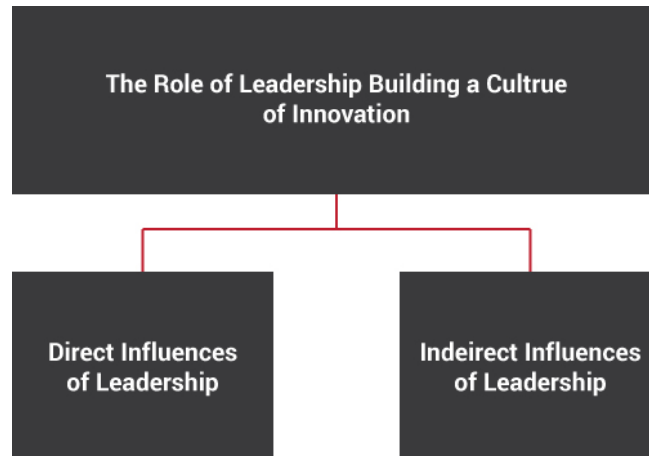 The Role of Leadership Building a Cultrue
of Innovation
Direct Influences
of Leadership
Indeirect Influences
of Leadership